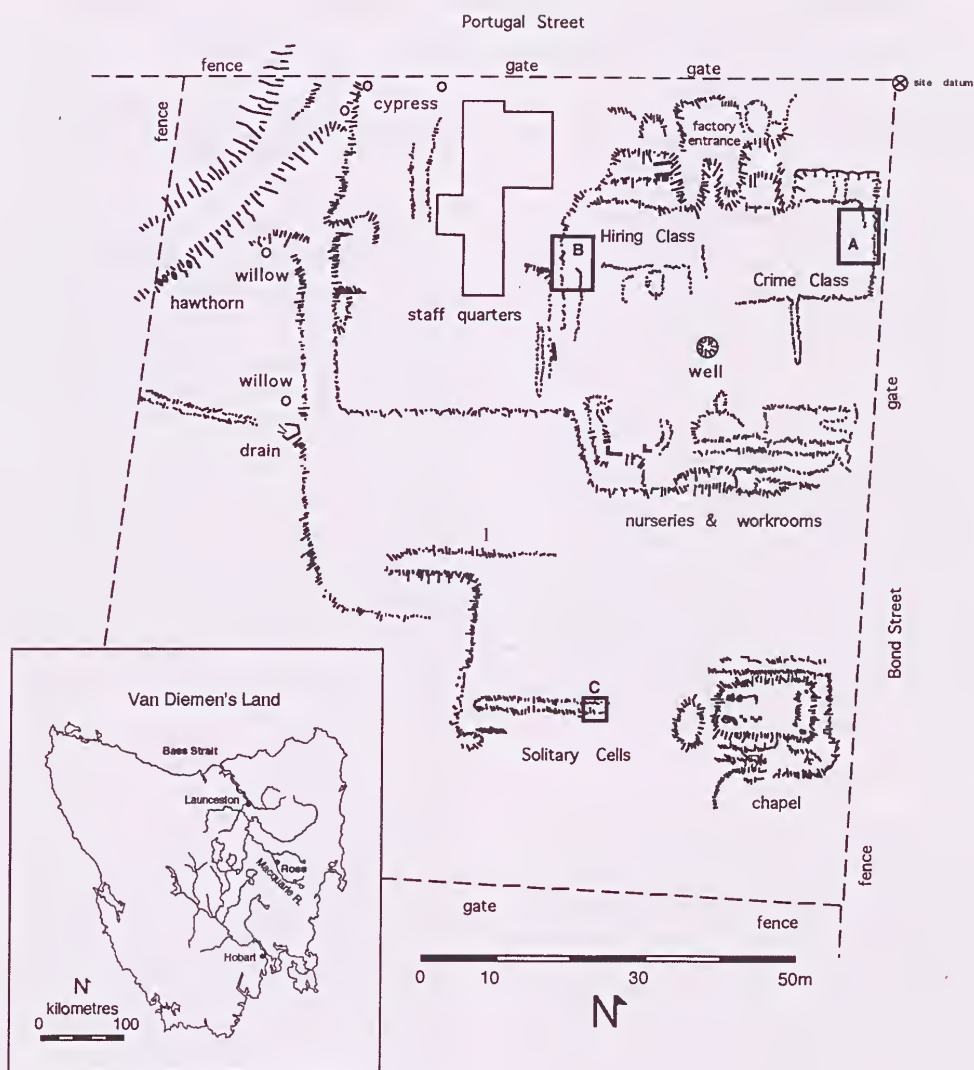 Portugal Street
fence
gate
gate
site datum
fence
cypress
factory
entrance
Hiring Class
A
B
Crime Class
willow
hawthorn
staff quarters
well
gate
willow
drain
nurseries & workrooms
I
Bond Street
C
Solitary Cells
chapel
fence
gate
fence
0 10 30 50m
N
Van Diemen's Land
Bass Strait
Launceston
Ross
Macquarie R.
Hobart
N
kilometres
0 100